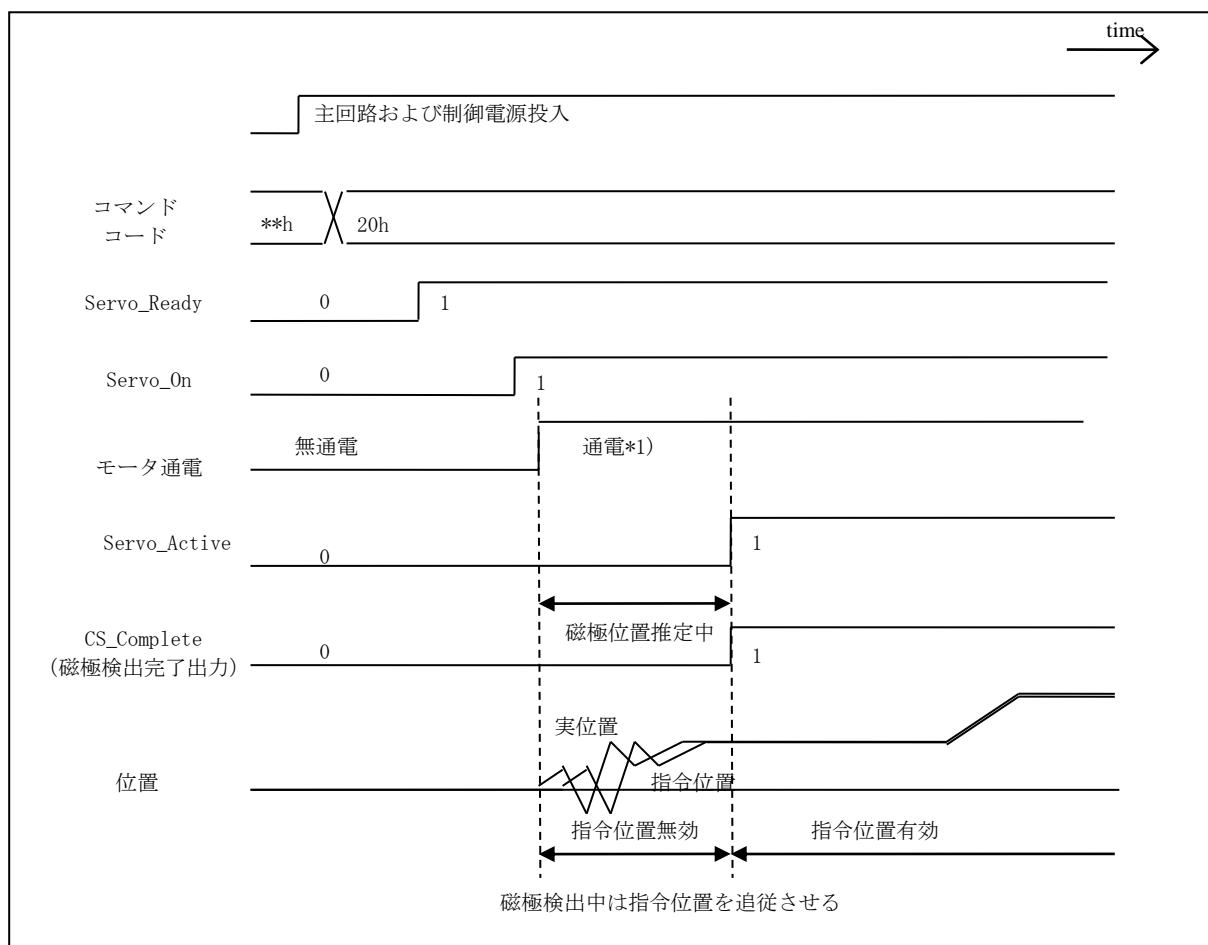 time
主回路および制御電源投入
コマンド
コード
**h
20h
Servo_Ready
0
1
Servo_On
0
1
モータ通電
無通電
通電*1)
Servo_Active
0
1
磁極位置推定中
CS_Complete
(磁極検出完了出力)
0
1
実位置
位置
指令位置
指令位置無効
指令位置有効
磁極検出中は指令位置を追従させる